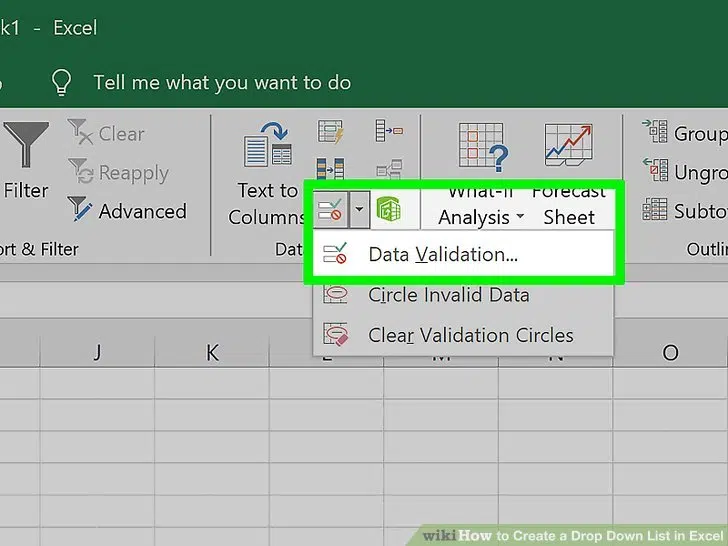 k1 - Excel
Tell me what you want to do
Filter
Clear
Reapply
Advanced
Text to
Columns
What-If
Analysis
Forecast
Sheet
Group
Ungro
Subto
rt & Filter
Dat
Outli
Data Validation...
Circle Invalid Data
Clear Validation Circles
J K L M N O
wikiHow to Create a Drop Down List in Excel